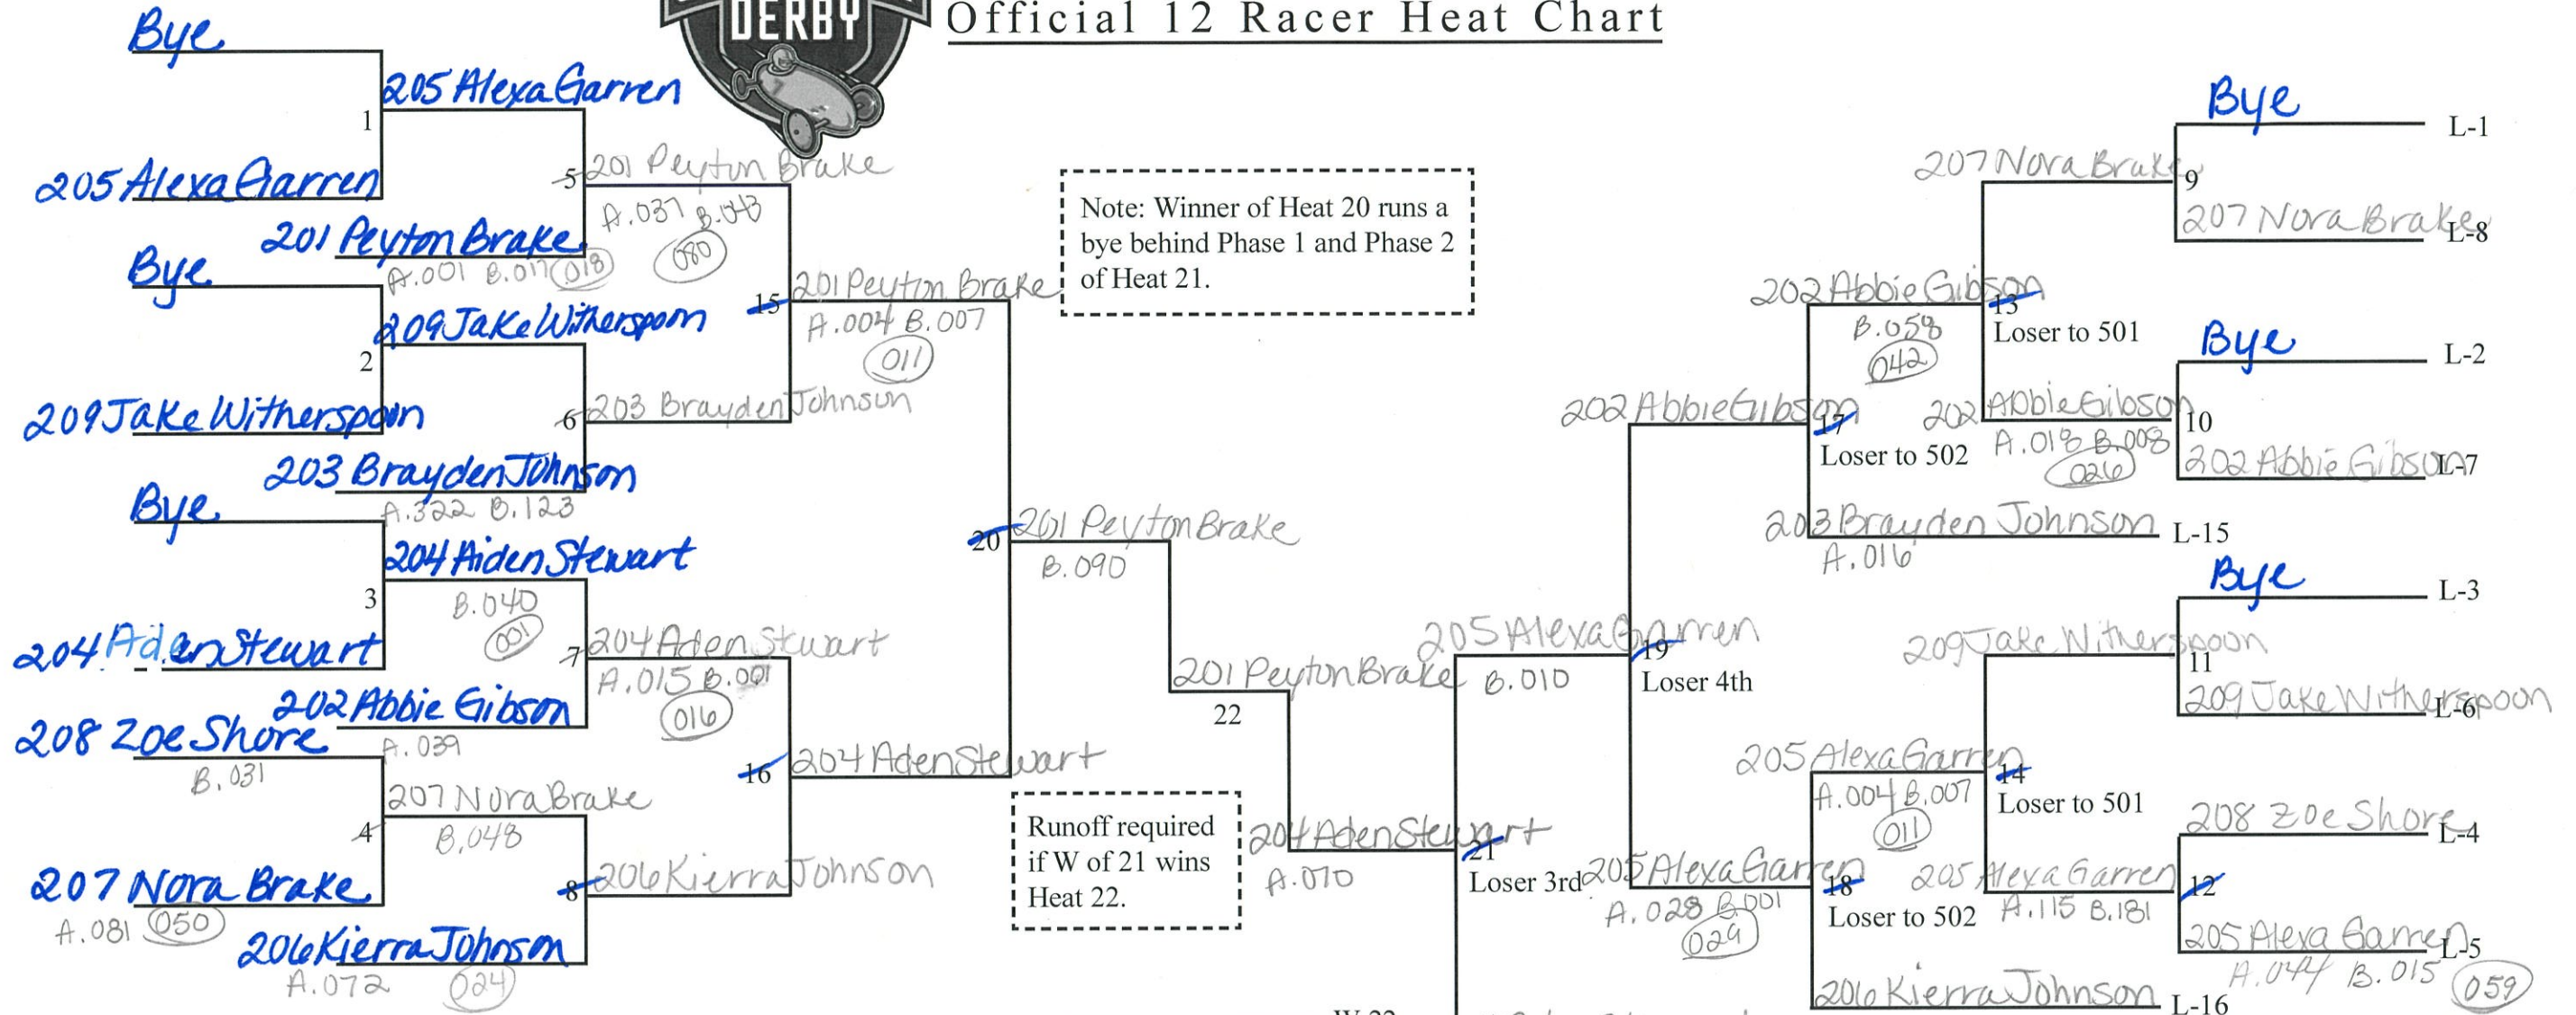 DERBY
Official 12 Racer Heat Chart
Bye
205 Alexa Garren
1
205 Alexa Garren
5
201 Peyton Brake
A.037 B.043
080
201 Peyton Brake
A.001 B.017 018
Bye
209 Jake Witherspoon
2
209 Jake Witherspoon
6
203 Brayden Johnson
203 Brayden Johnson
A.322 B.123
15
201 Peyton Brake
A.004 B.007
011
Bye
204 Aiden Stewart
B.040
001
3
204 Aden Stewart
7
204 Aden Stewart
A.015 B.001
016
202 Abbie Gibson
A.039
208 Zoe Shore
B.031
4
207 Nora Brake
B.048
207 Nora Brake
A.081 050
8
206 Kierra Johnson
206 Kierra Johnson
A.072 024
16
204 Aden Stewart
20
201 Peyton Brake
B.090
Note: Winner of Heat 20 runs a
bye behind Phase 1 and Phase 2
of Heat 21.
201 Peyton Brake
22
Runoff required
if W of 21 wins
Heat 22.
204 Aden Stewart
A.070
21
Loser 3rd
205 Alexa Garren
B.010
19
Loser 4th
202 Abbie Gibson
17
Loser to 502
202 Abbie Gibson
B.058
042
13
Loser to 501
207 Nora Brake
9
Bye
L-1
207 Nora Brake
L-8
202 Abbie Gibson
A.018 B.008
026
10
Bye
L-2
202 Abbie Gibson
L-7
203 Brayden Johnson
L-15
A.016
205 Alexa Garren
A.028 B.001
029
18
Loser to 502
205 Alexa Garren
A.004 B.007
011
14
Loser to 501
209 Jake Witherspoon
11
Bye
L-3
209 Jake Witherspoon
L-6
205 Alexa Garren
A.115 B.181
12
208 Zoe Shore
L-4
205 Alexa Garren
L-5
A.044 B.015 059
206 Kierra Johnson
L-16